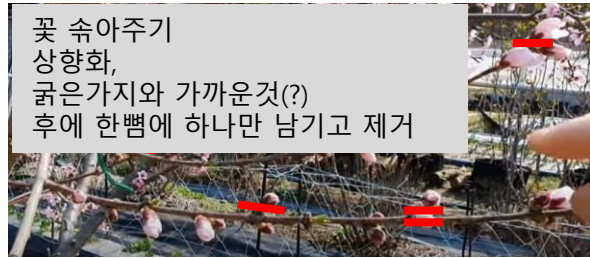 꽃 솎아주기
상향화,
굵은가지와 가까운것(?)
후에 한뼘에 하나만 남기고 제거